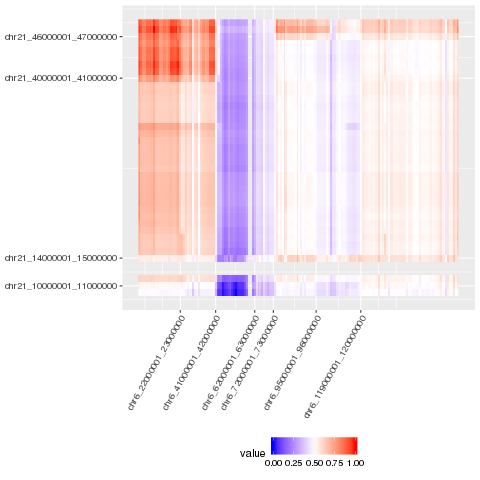 chr21_46000001_47000000
chr21_40000001_41000000
chr21_14000001_15000000
chr21_10000001_11000000
chr6_22000001_23000000
chr6_41000001_42000000
chr6_62000001_63000000
chr6_72000001_73000000
chr6_95000001_96000000
chr6_119000001_120000000
value
0.00 0.25 0.50 0.75 1.00